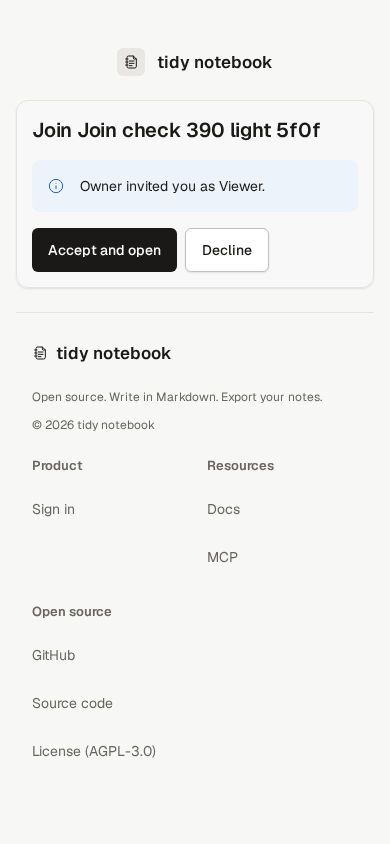 tidy notebook
Join Join check 390 light 5f0f
Owner invited you as Viewer.
Accept and open
Decline
tidy notebook
Open source. Write in Markdown. Export your notes.
© 2026 tidy notebook
Product
Resources
Sign in
Docs
MCP
Open source
GitHub
Source code
License (AGPL-3.0)